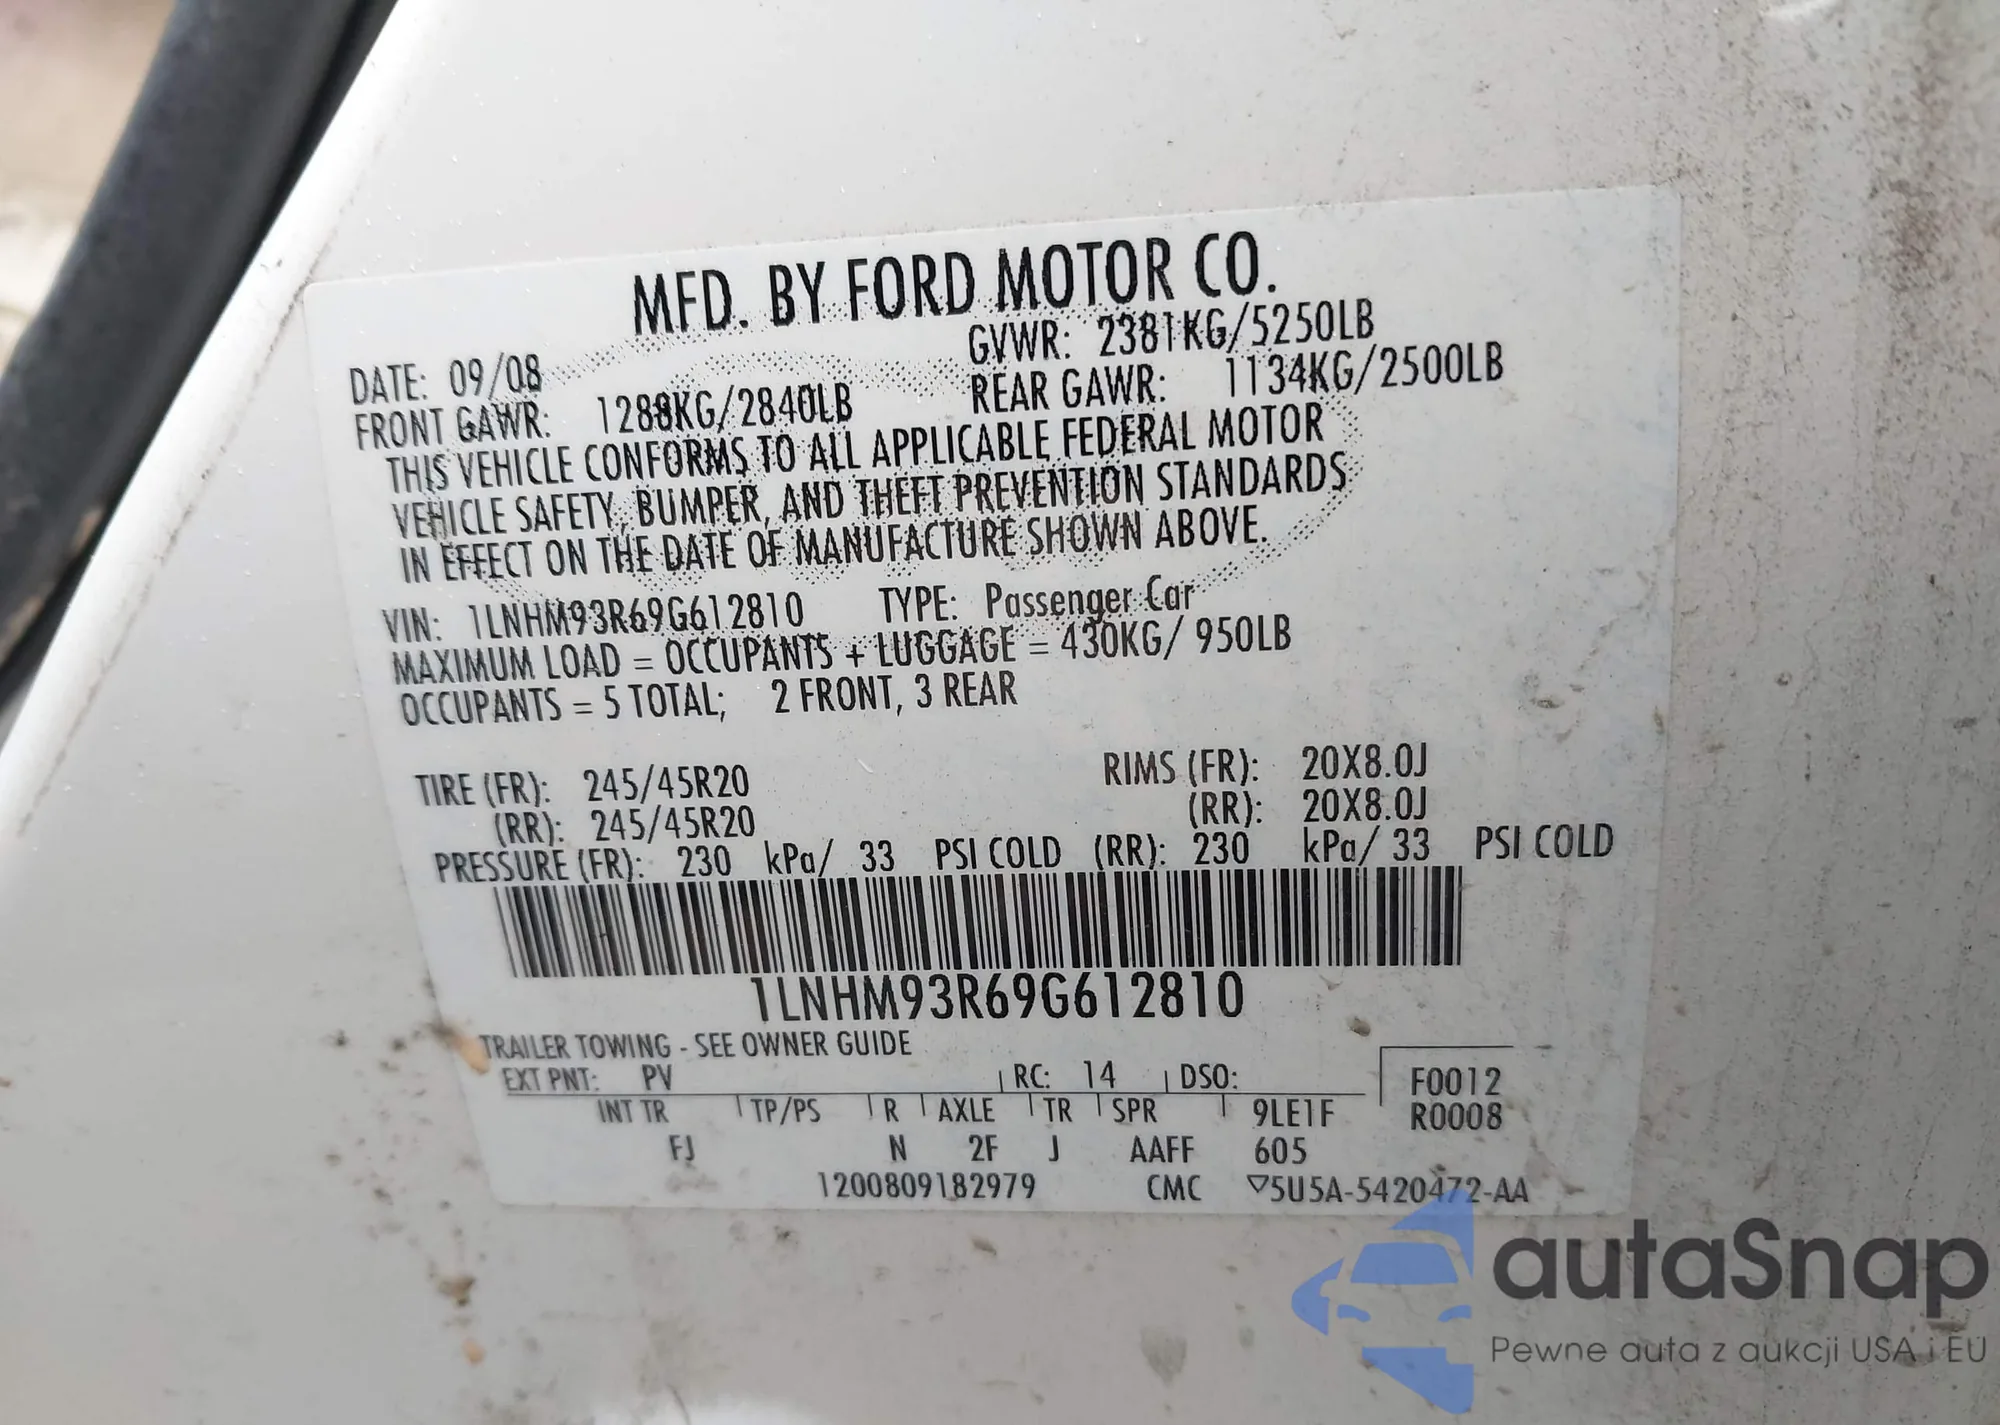 MFD. BY FORD MOTOR CO.
DATE: 09/08 GVWR: 2381KG/5250LB
FRONT GAWR: 1288KG/2840LB REAR GAWR: 1134KG/2500LB
THIS VEHICLE CONFORMS TO ALL APPLICABLE FEDERAL MOTOR
VEHICLE SAFETY, BUMPER, AND THEFT PREVENTION STANDARDS
IN EFFECT ON THE DATE OF MANUFACTURE SHOWN ABOVE.
VIN: 1LNHM93R69G612810 TYPE: Passenger Car
MAXIMUM LOAD = OCCUPANTS + LUGGAGE = 430KG/ 950LB
OCCUPANTS = 5 TOTAL; 2 FRONT, 3 REAR
TIRE (FR): 245/45R20 RIMS (FR): 20X8.0J
(RR): 245/45R20 (RR): 20X8.0J
PRESSURE (FR): 230 kPa/ 33 PSI COLD (RR): 230 kPa/ 33 PSI COLD
1LNHM93R69G612810
TRAILER TOWING - SEE OWNER GUIDE
EXT PNT: PV RC: 14 DSO: F0012
INT TR TP/PS R AXLE TR SPR 9LE1F R0008
FJ N 2F J AAFF 605
1200809182979 CMC ▽5U5A-5420472-AA
autaSnap
Pewne auta z aukcji USA i EU